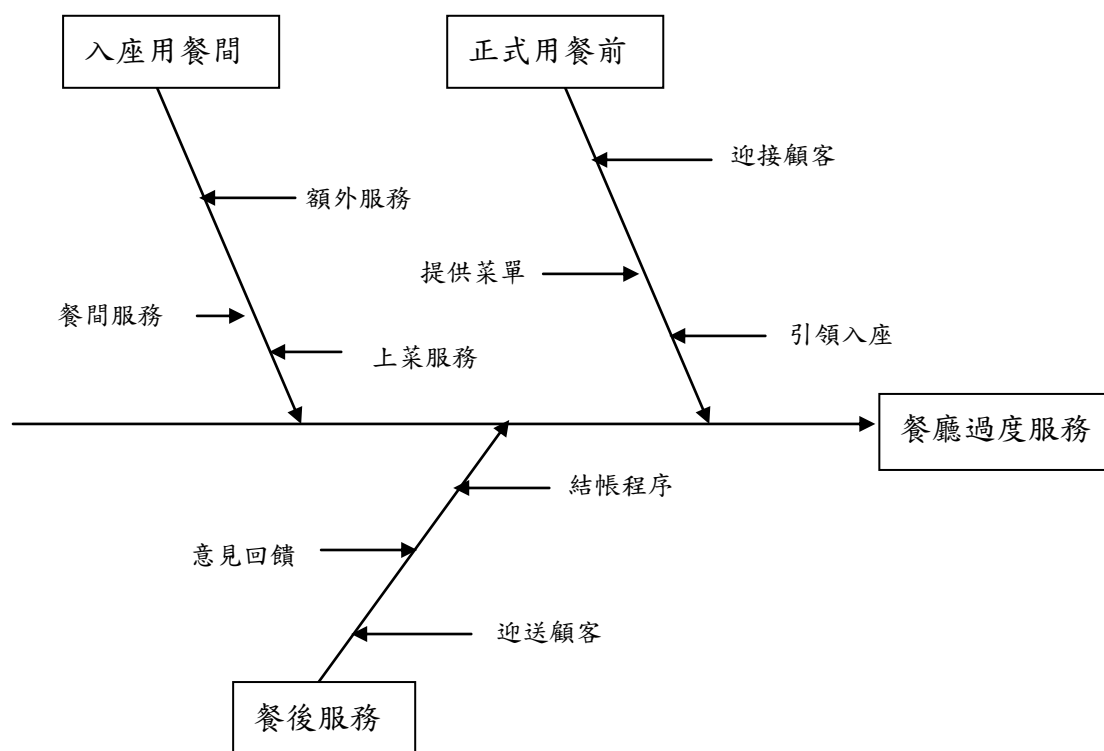 入座用餐間
正式用餐前
迎接顧客
額外服務
提供菜單
餐間服務
引領入座
上菜服務
餐廳過度服務
結帳程序
意見回饋
迎送顧客
餐後服務